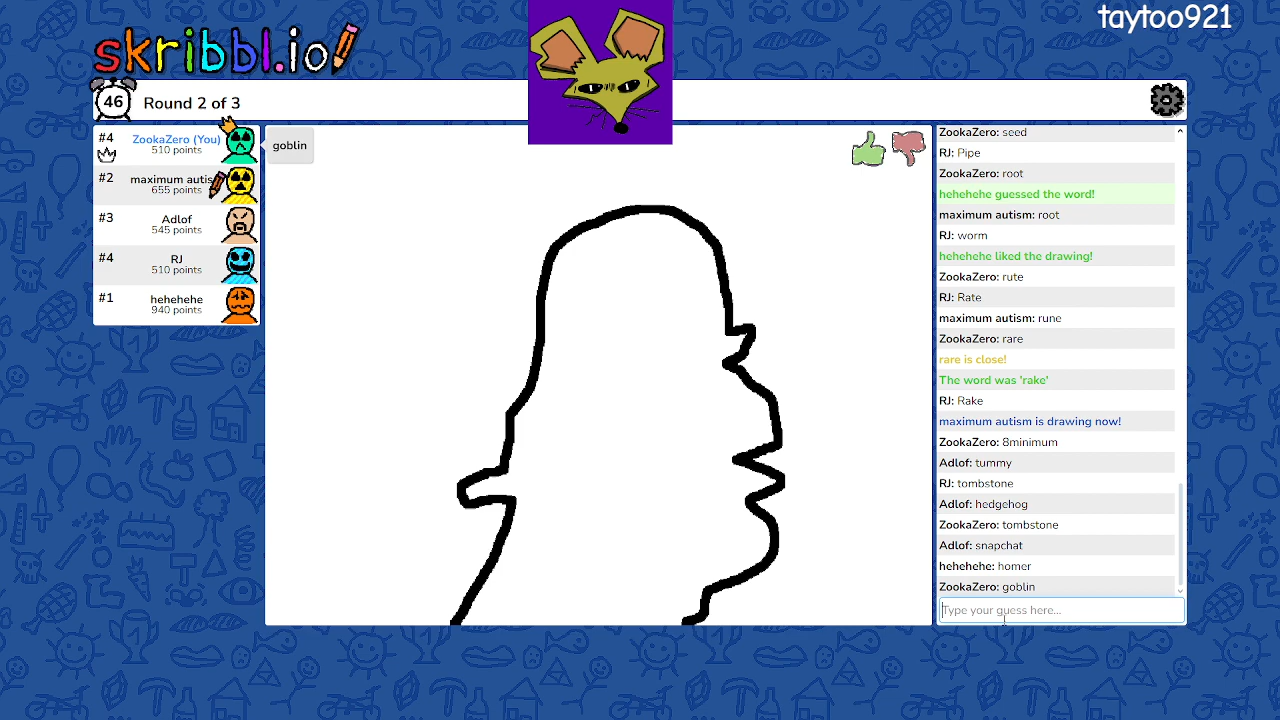 taytoo921
skribbl.io
46
Round 2 of 3
#4
ZookaZero (You)
510 points
#2
maximum autis
655 points
#3
Adlof
545 points
#4
RJ
510 points
#1
hehehehe
940 points
goblin
ZookaZero: seed
RJ: Pipe
ZookaZero: root
hehehehe guessed the word!
maximum autism: root
RJ: worm
hehehehe liked the drawing!
ZookaZero: rute
RJ: Rate
maximum autism: rune
ZookaZero: rare
rare is close!
The word was 'rake'
RJ: Rake
maximum autism is drawing now!
ZookaZero: 8minimum
Adlof: tummy
RJ: tombstone
Adlof: hedgehog
ZookaZero: tombstone
Adlof: snapchat
hehehehe: homer
ZookaZero: goblin
Type your guess here...